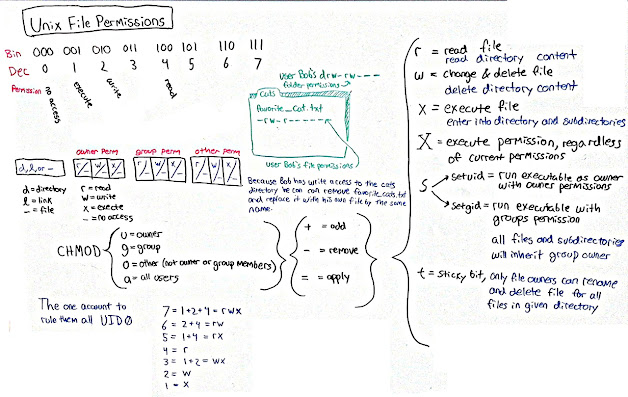 Unix File Permissions
Bin 000 001 010 011 100 101 110 111
Dec 0 1 2 3 4 5 6 7
Permission no access execute write read
user Bob's drw-rw---
folder permissions
Cats
favorite_Cat.txt
-rw-r-----
user Bob's file permissions
owner perm group perm other perm
d,l,or - r/- w/- x/- r/- w/- x/- r/- w/- x/-
d = directory
l = link
- = file
r = read
w = write
x = execte
- = no access
Because Bob has write access to the cats
directory he can can remove favorite_cats.txt
and replace it with his own file by the same
name.
CHMOD
u = owner
g = group
o = other (not owner or group members)
a = all users
+ = add
- = remove
= = apply
r = read file
read directory content
w = change & delete file
delete directory content
x = execute file
enter into directory and subdirectories
X = execute permission, regardless
of current permissions
s
setuid = run executable as owner
with owner permissions
setgid = run executable with
groups permission
all files and subdirectories
will inherit group owner
t = sticky bit, only file owners can rename
and delete file for all
files in given directory
The one account to
rule them all UID0
7 = 1+2+4 = rwx
6 = 2+4 = rw
5 = 1+4 = rx
4 = r
3 = 1+2 = wx
2 = w
1 = x